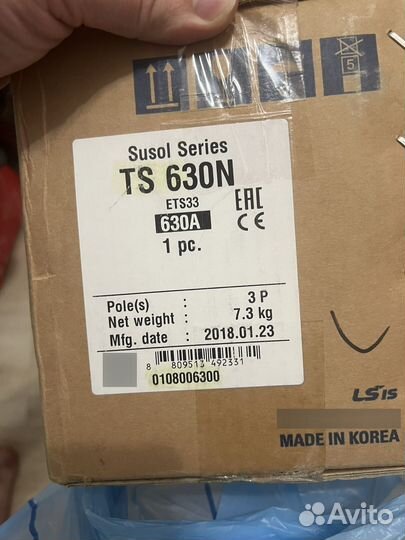 5
Susol Series
TS 630N
ETS33
EAC
630A
CE
1 pc.
Pole(s) : 3 P
Net weight : 7.3 kg
Mfg. date : 2018.01.23
8 809513 492331
0108006300
LSIS
MADE IN KOREA
Avito